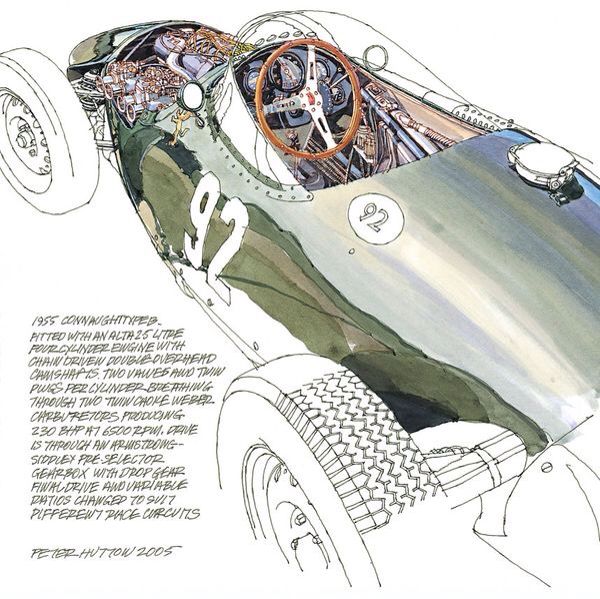 92
92
1955 CONNAUGHT TYPE B.
FITTED WITH AN ALTA 2·5 LITRE
FOUR CYLINDER ENGINE WITH
CHAIN DRIVEN DOUBLE OVERHEAD
CAMSHAFTS TWO VALVES AND TWIN
PLUGS PER CYLINDER BREATHING
THROUGH TWO TWIN CHOKE WEBER
CARBURETORS PRODUCING
230 BHP AT 6500 RPM. DRIVE
IS THROUGH AN ARMSTRONG-
SIDDLEY PRE SELECTOR
GEARBOX WITH DROP GEAR
FINAL DRIVE AND VARIABLE
RATIOS CHANGED TO SUIT
DIFFERENT RACE CIRCUITS
PETER HUTTON 2005